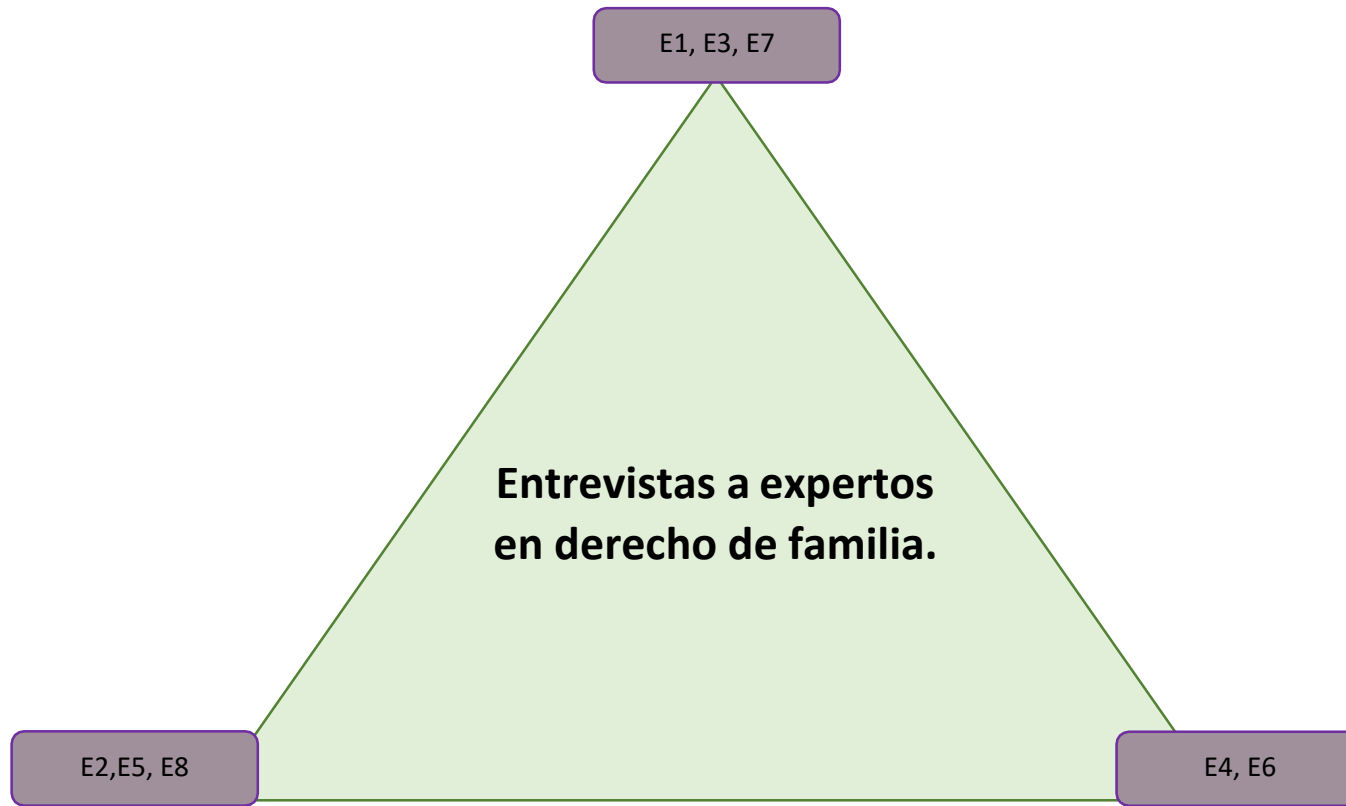 E1, E3, E7
Entrevistas a expertos
en derecho de familia.
E2,E5, E8
E4, E6